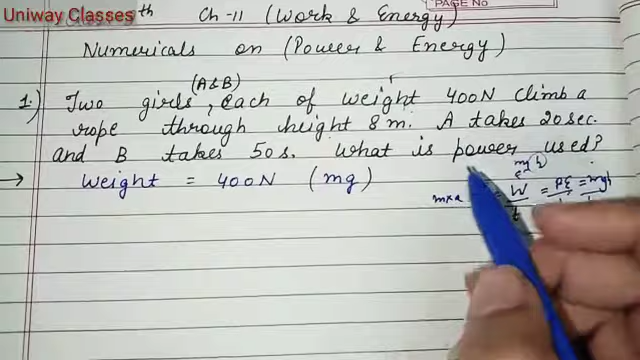 Uniway Classes
th Ch-11 (Work & Energy)
PAGE No
Numericals on (Power & Energy)
(A&B)
1.) Two girls, each of weight 400N climb a
rope through height 8m. A takes 20sec.
and B takes 50s. What is power used?
→ Weight = 400N (mg)
m×a W/t = PE = mgh